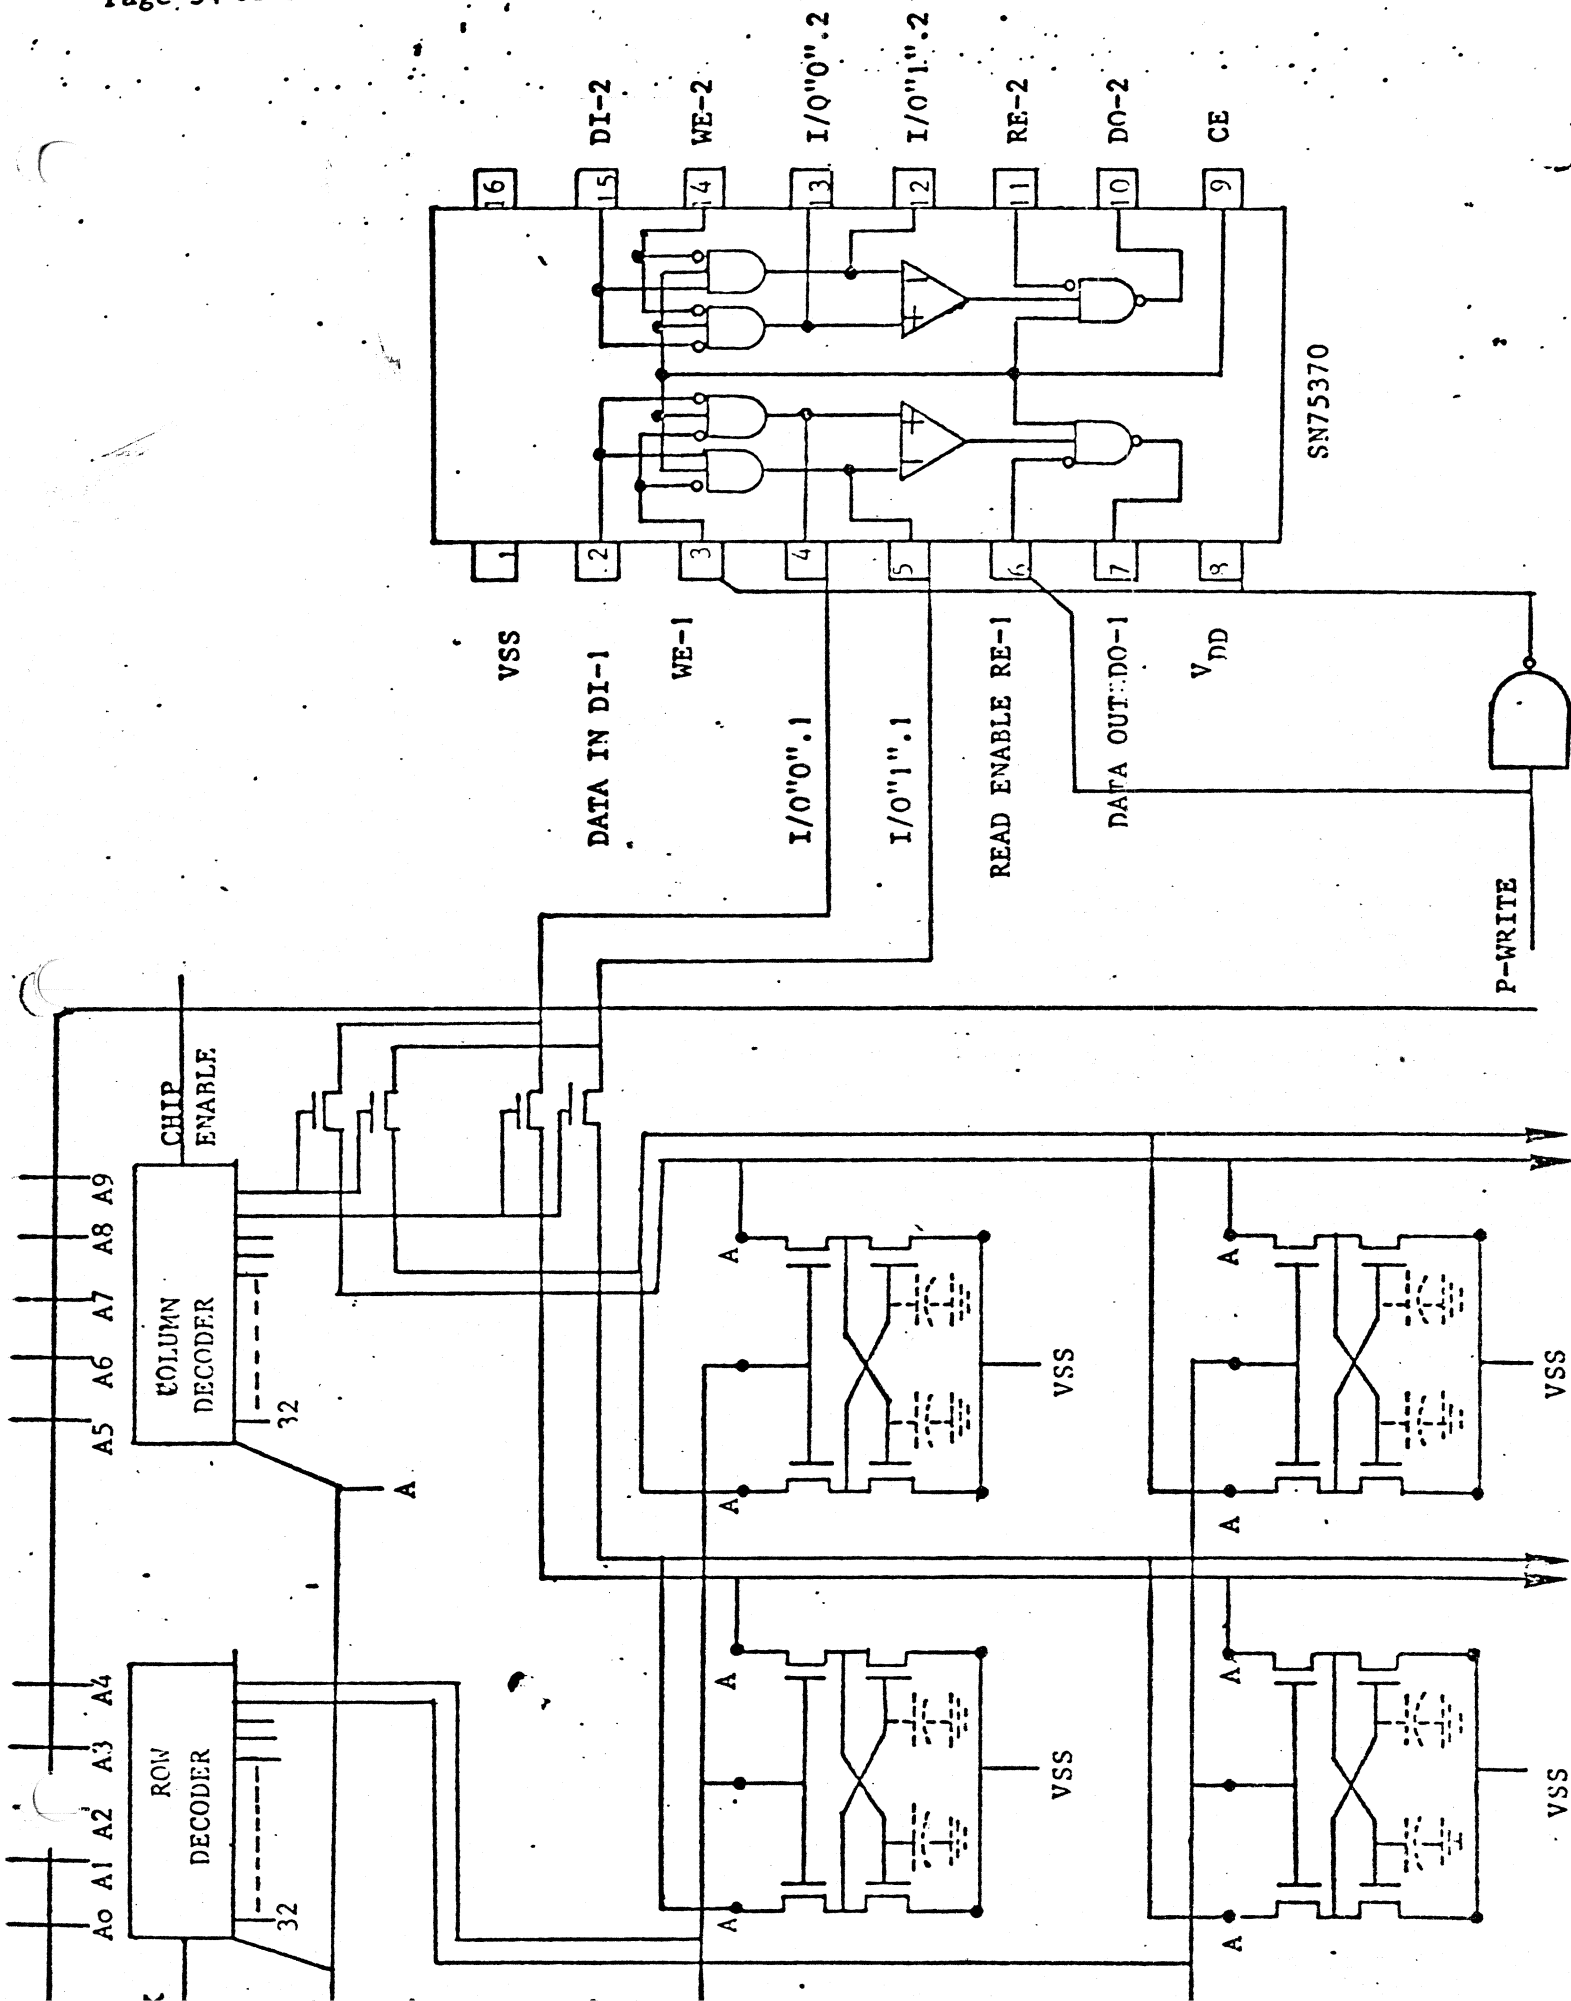 Page
A0 A1 A2 A3 A4
ROW
DECODER
32
A5 A6 A7 A8 A9
COLUMN
DECODER
32
CHIP
ENABLE
A
A
A
VSS
A
A
VSS
A
A
VSS
A
A
VSS
P-WRITE
VSS
DATA IN DI-1
WE-1
I/O"0".1
I/O"1".1
READ ENABLE RE-1
DATA OUT DO-1
VDD
1
2
3
4
5
6
7
8
SN75370
16
15
14
13
12
11
10
9
DI-2
WE-2
I/O"0".2
I/O"1".2
RE-2
DO-2
CE